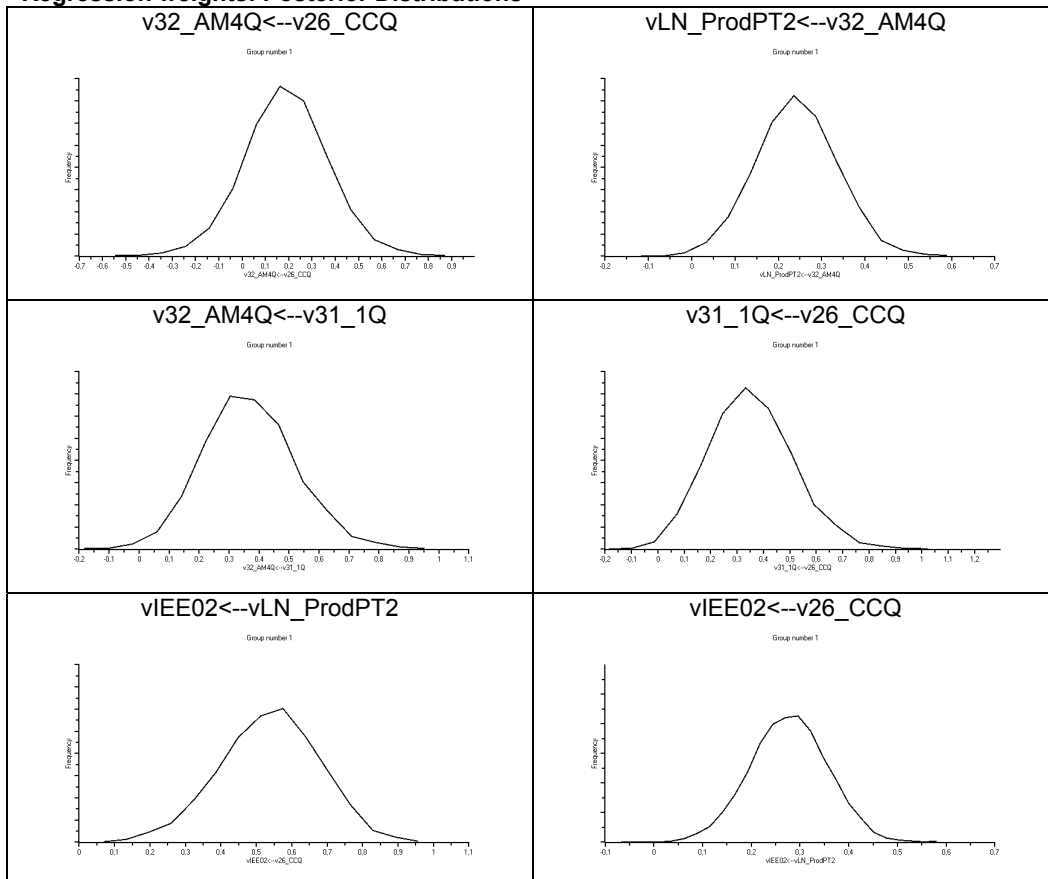 Regression weights: Posterior Distributions
v32_AM4Q<--v26_CCQ
Group number 1
Frequency
-0,7 -0,6 -0,5 -0,4 -0,3 -0,2 -0,1 0 0,1 0,2 0,3 0,4 0,5 0,6 0,7 0,8 0,9
v32_AM4Q<--v26_CCQ
vLN_ProdPT2<--v32_AM4Q
Group number 1
Frequency
-0,2 -0,1 0 0,1 0,2 0,3 0,4 0,5 0,6 0,7
vLN_ProdPT2<--v32_AM4Q
v32_AM4Q<--v31_1Q
Group number 1
Frequency
-0,2 -0,1 0 0,1 0,2 0,3 0,4 0,5 0,6 0,7 0,8 0,9 1 1,1
v32_AM4Q<--v31_1Q
v31_1Q<--v26_CCQ
Group number 1
Frequency
-0,2 -0,1 0 0,1 0,2 0,3 0,4 0,5 0,6 0,7 0,8 0,9 1 1,1 1,2
v31_1Q<--v26_CCQ
vIEE02<--vLN_ProdPT2
Group number 1
Frequency
0 0,1 0,2 0,3 0,4 0,5 0,6 0,7 0,8 0,9 1 1,1
vIEE02<--v26_CCQ
vIEE02<--v26_CCQ
Group number 1
Frequency
-0,1 0 0,1 0,2 0,3 0,4 0,5 0,6 0,7
vIEE02<--vLN_ProdPT2